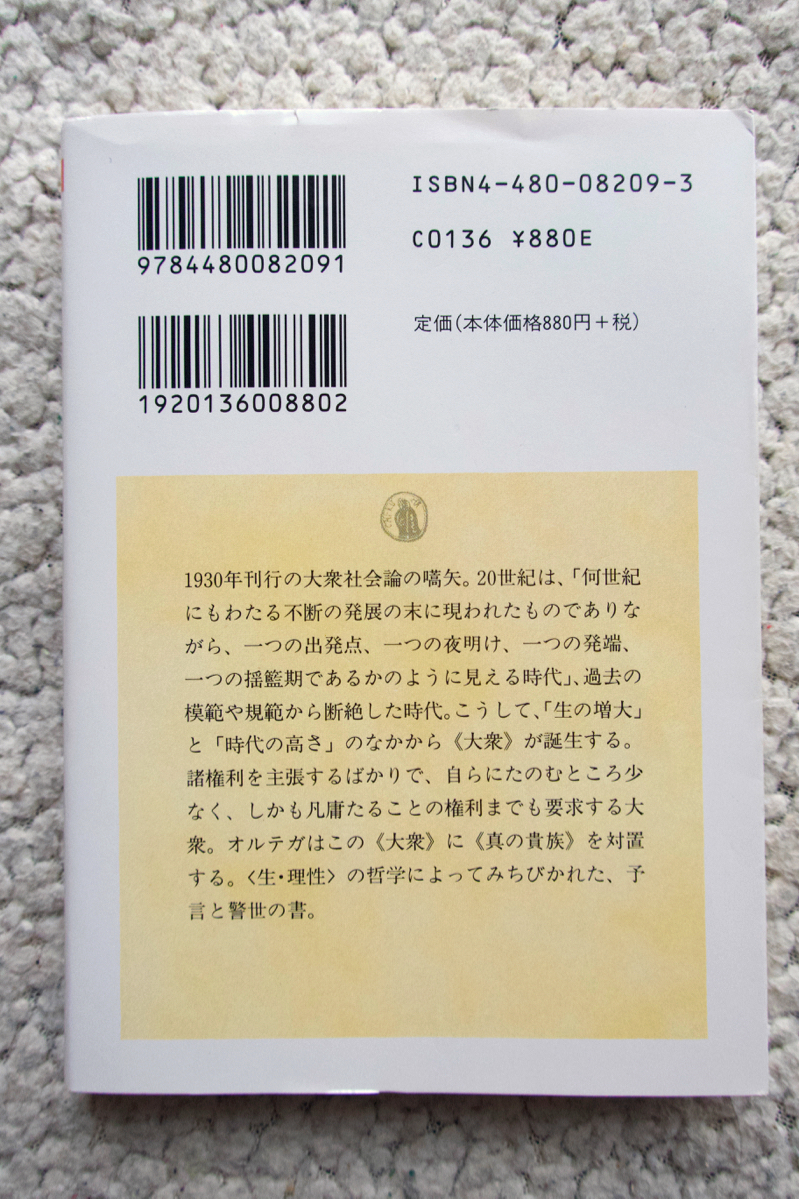 ISBN4-480-08209-3
C0136 ¥880E
9784480082091
定価(本体価格880円+税)
1920136008802
1930年刊行の大衆社会論の嚆矢。20世紀は、「何世紀
にもわたる不断の発展の末に現われたものでありな
がら、一つの出発点、一つの夜明け、一つの発端、
一つの揺籃期であるかのように見える時代」、過去の
模範や規範から断絶した時代。こうして、「生の増大」
と「時代の高さ」のなかから《大衆》が誕生する。
諸権利を主張するばかりで、自らにたのむところ少
なく、しかも凡庸たることの権利までも要求する大
衆。オルテガはこの《大衆》に《真の貴族》を対置
する。〈生・理性〉の哲学によってみちびかれた、予
言と警世の書。